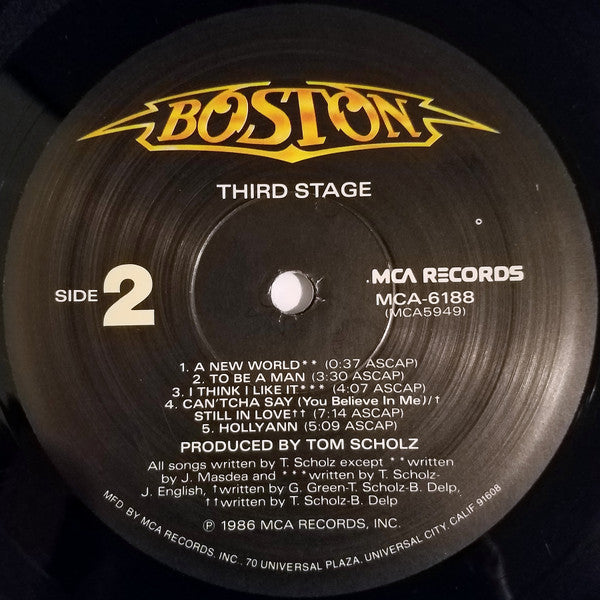 BOSTON
THIRD STAGE
SIDE 2
MCA RECORDS
MCA-6188
(MCA5949)
1. A NEW WORLD** (0:37 ASCAP)
2. TO BE A MAN (3:30 ASCAP)
3. I THINK I LIKE IT*** (4:07 ASCAP)
4. CAN'TCHA SAY (You Believe In Me)/†
STILL IN LOVE†† (7:14 ASCAP)
5. HOLLYANN (5:09 ASCAP)
PRODUCED BY TOM SCHOLZ
All songs written by T. Scholz except **written
by J. Masdea and ***written by T. Scholz-
J. English, †written by G. Green-T. Scholz-B. Delp,
††written by T. Scholz-B. Delp
℗ 1986 MCA RECORDS, INC.
MFD. BY MCA RECORDS, INC., 70 UNIVERSAL PLAZA, UNIVERSAL CITY, CALIF. 91608